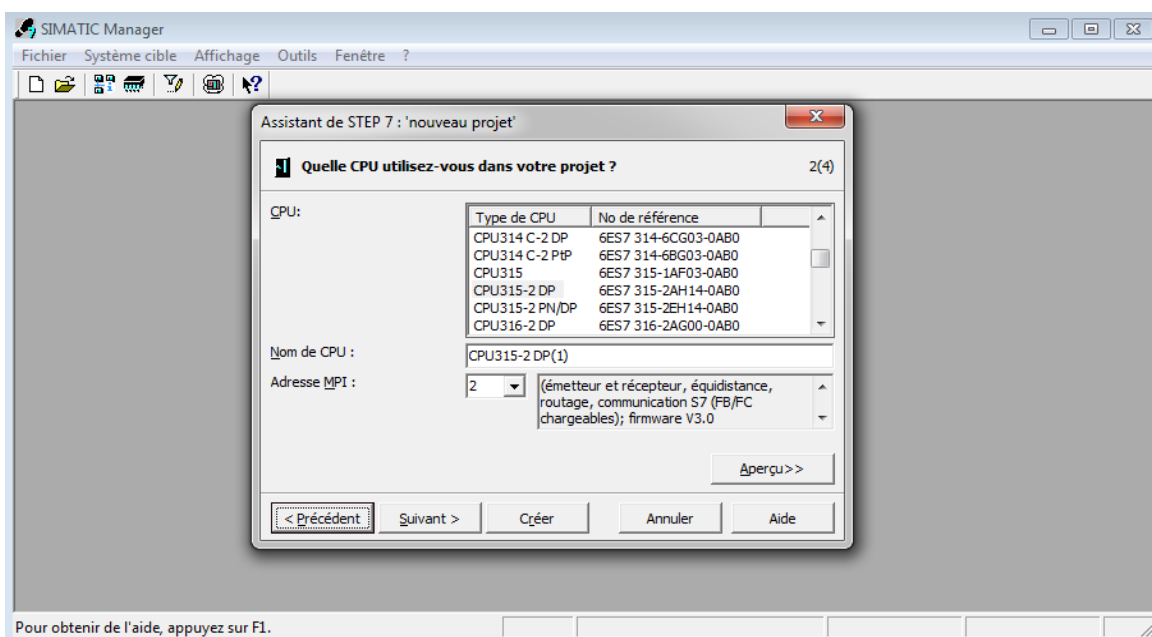 SIMATIC Manager
Fichier Système cible Affichage Outils Fenêtre ?
Assistant de STEP 7 : 'nouveau projet'
Quelle CPU utilisez-vous dans votre projet ? 2(4)
CPU:
Type de CPU No de référence
CPU314 C-2 DP 6ES7 314-6CG03-0AB0
CPU314 C-2 PtP 6ES7 314-6BG03-0AB0
CPU315 6ES7 315-1AF03-0AB0
CPU315-2 DP 6ES7 315-2AH14-0AB0
CPU315-2 PN/DP 6ES7 315-2EH14-0AB0
CPU316-2 DP 6ES7 316-2AG00-0AB0
Nom de CPU : CPU315-2 DP(1)
Adresse MPI : 2 (émetteur et récepteur, équidistance,
routage, communication S7 (FB/FC
chargeables); firmware V3.0
Aperçu>>
< Précédent Suivant > Créer Annuler Aide
Pour obtenir de l'aide, appuyez sur F1.